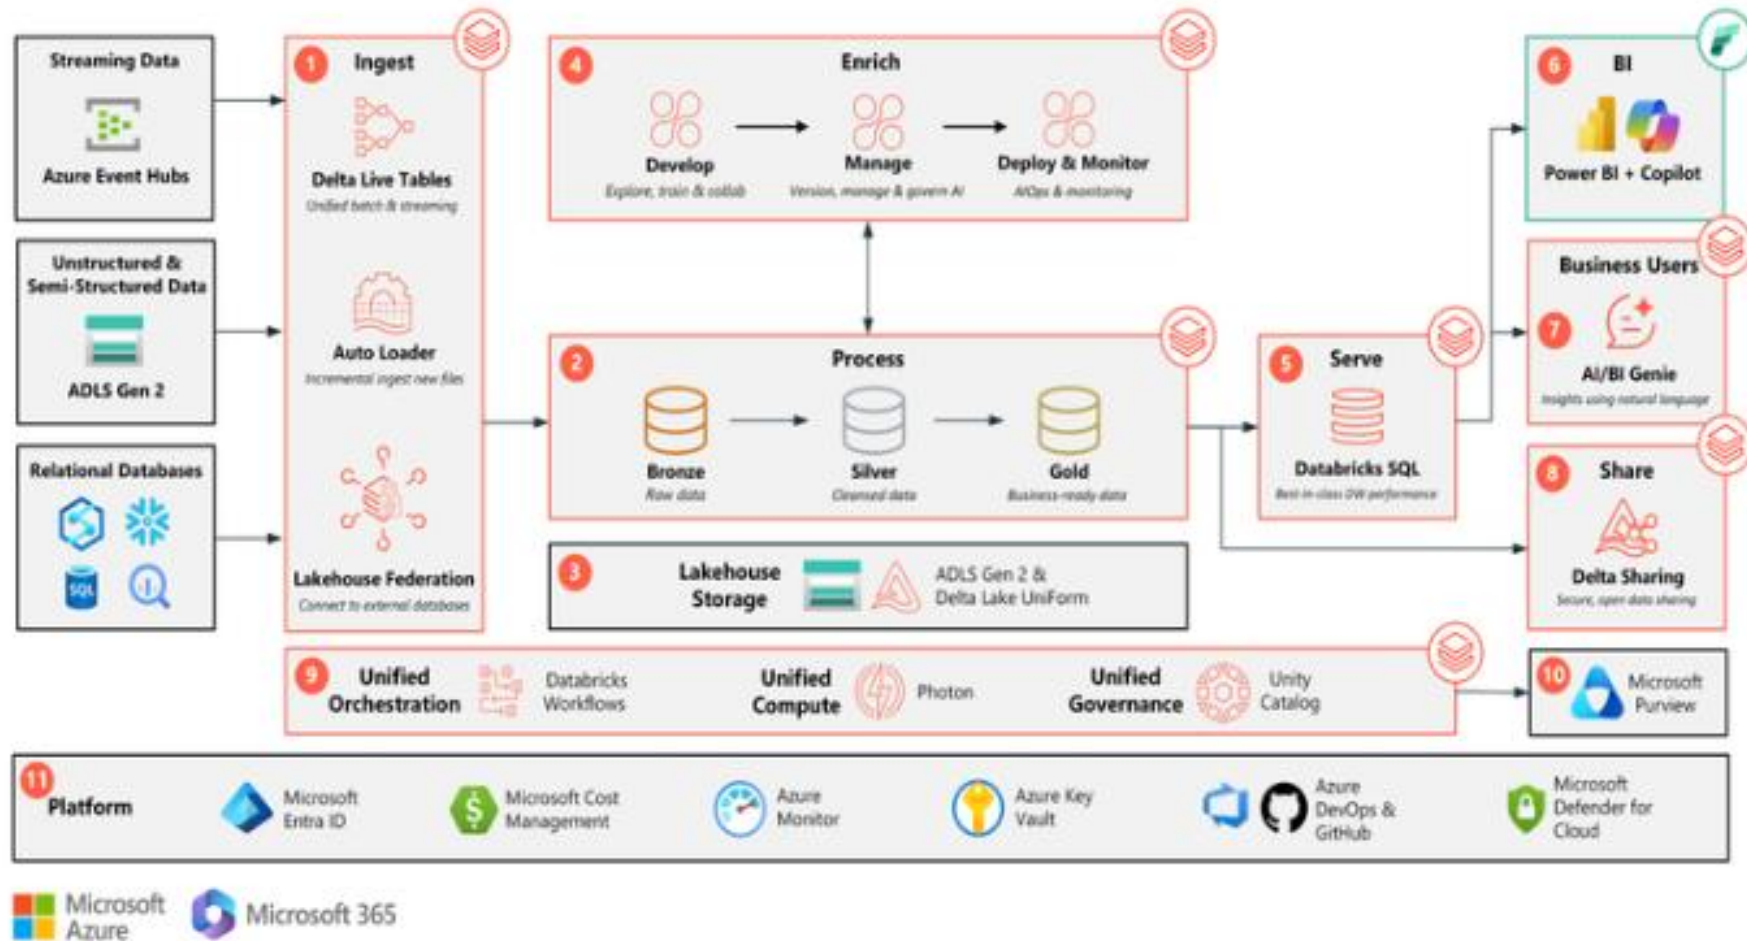 Streaming Data
Azure Event Hubs
Unstructured &
Semi-Structured Data
ADLS Gen 2
Relational Databases
SQL
1
Ingest
Delta Live Tables
Unified batch & streaming
Auto Loader
Incremental ingest new files
Lakehouse Federation
Connect to external databases
4
Enrich
Develop
Explore, train & collab
Manage
Version, manage & govern AI
Deploy & Monitor
AIOps & monitoring
2
Process
Bronze
Raw data
Silver
Cleansed data
Gold
Business-ready data
3
Lakehouse
Storage
ADLS Gen 2 &
Delta Lake UniForm
5
Serve
Databricks SQL
Best-in-class DW performance
6
BI
Power BI + Copilot
Business Users
7
AI/BI Genie
Insights using natural language
8
Share
Delta Sharing
Secure, open data sharing
9
Unified
Orchestration
Databricks
Workflows
Unified
Compute
Photon
Unified
Governance
Unity
Catalog
10
Microsoft
Purview
11
Platform
Microsoft
Entra ID
Microsoft Cost
Management
Azure
Monitor
Azure Key
Vault
Azure
DevOps &
GitHub
Microsoft
Defender for
Cloud
Microsoft
Azure
Microsoft 365